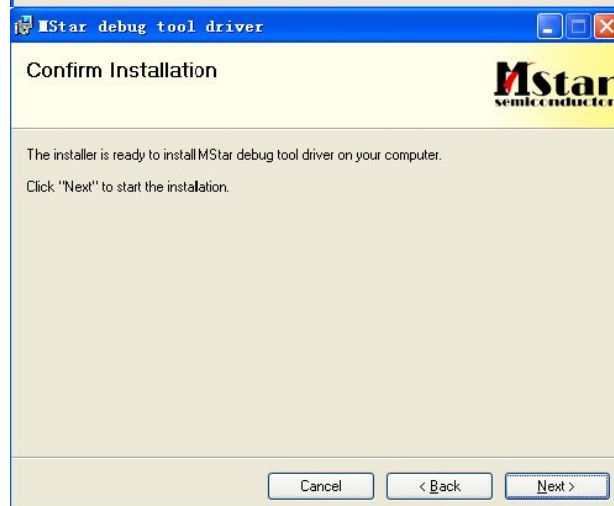 MStar debug tool driver
Confirm Installation
MStar
semiconductor
The installer is ready to install MStar debug tool driver on your computer.
Click "Next" to start the instalation.
Cancel
< Back
Next >